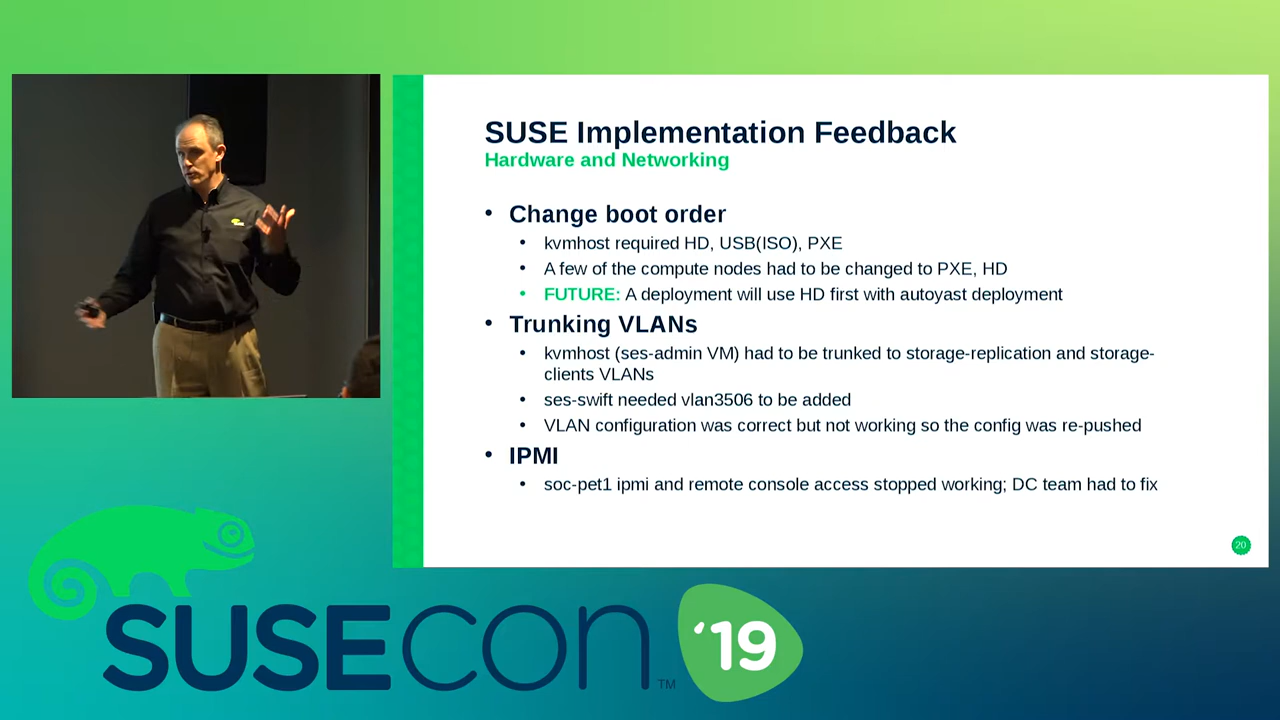 SUSE Implementation Feedback
Hardware and Networking
• Change boot order
• kvmhost required HD, USB(ISO), PXE
• A few of the compute nodes had to be changed to PXE, HD
• FUTURE: A deployment will use HD first with autoyast deployment
• Trunking VLANs
• kvmhost (ses-admin VM) had to be trunked to storage-replication and storage-
clients VLANs
• ses-swift needed vlan3506 to be added
• VLAN configuration was correct but not working so the config was re-pushed
• IPMI
• soc-pet1 ipmi and remote console access stopped working; DC team had to fix
20
SUSECON ™ '19